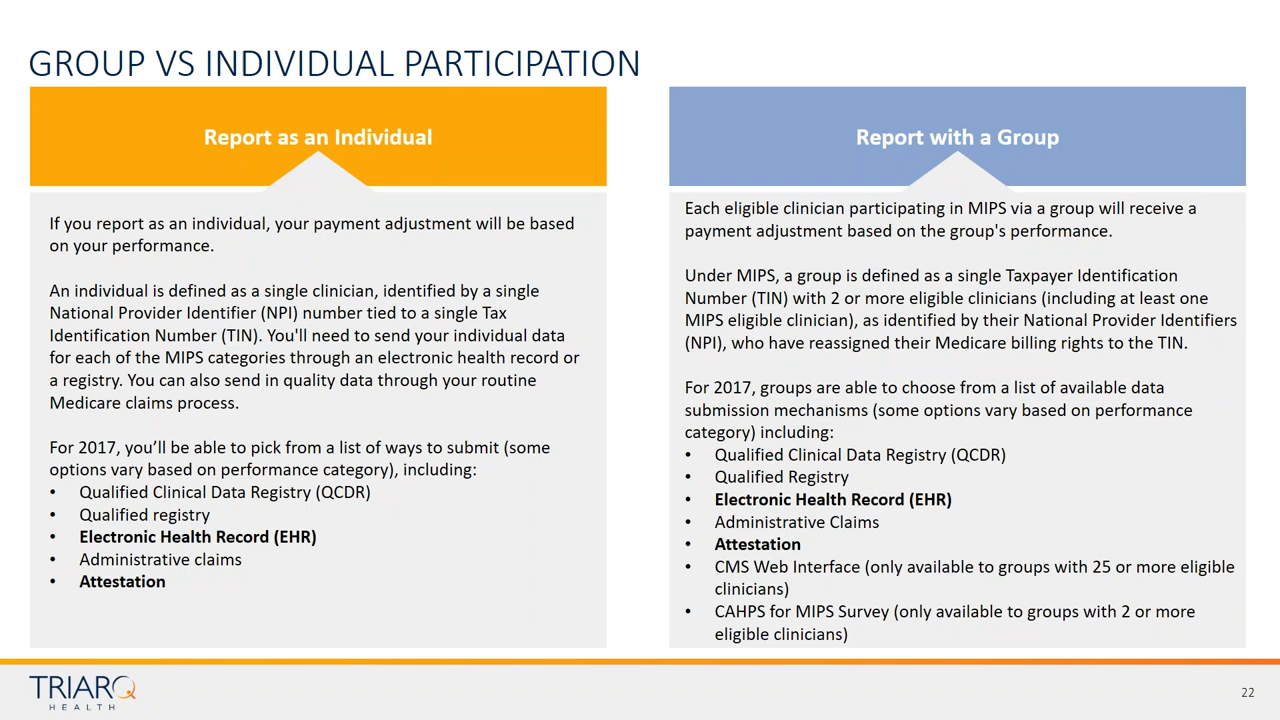 GROUP VS INDIVIDUAL PARTICIPATION
Report as an Individual
If you report as an individual, your payment adjustment will be based
on your performance.
An individual is defined as a single clinician, identified by a single
National Provider Identifier (NPI) number tied to a single Tax
Identification Number (TIN). You'll need to send your individual data
for each of the MIPS categories through an electronic health record or
a registry. You can also send in quality data through your routine
Medicare claims process.
For 2017, you’ll be able to pick from a list of ways to submit (some
options vary based on performance category), including:
• Qualified Clinical Data Registry (QCDR)
• Qualified registry
• Electronic Health Record (EHR)
• Administrative claims
• Attestation
Report with a Group
Each eligible clinician participating in MIPS via a group will receive a
payment adjustment based on the group's performance.
Under MIPS, a group is defined as a single Taxpayer Identification
Number (TIN) with 2 or more eligible clinicians (including at least one
MIPS eligible clinician), as identified by their National Provider Identifiers
(NPI), who have reassigned their Medicare billing rights to the TIN.
For 2017, groups are able to choose from a list of available data
submission mechanisms (some options vary based on performance
category) including:
• Qualified Clinical Data Registry (QCDR)
• Qualified Registry
• Electronic Health Record (EHR)
• Administrative Claims
• Attestation
• CMS Web Interface (only available to groups with 25 or more eligible
clinicians)
• CAHPS for MIPS Survey (only available to groups with 2 or more
eligible clinicians)
TRIARQ
HEALTH
22